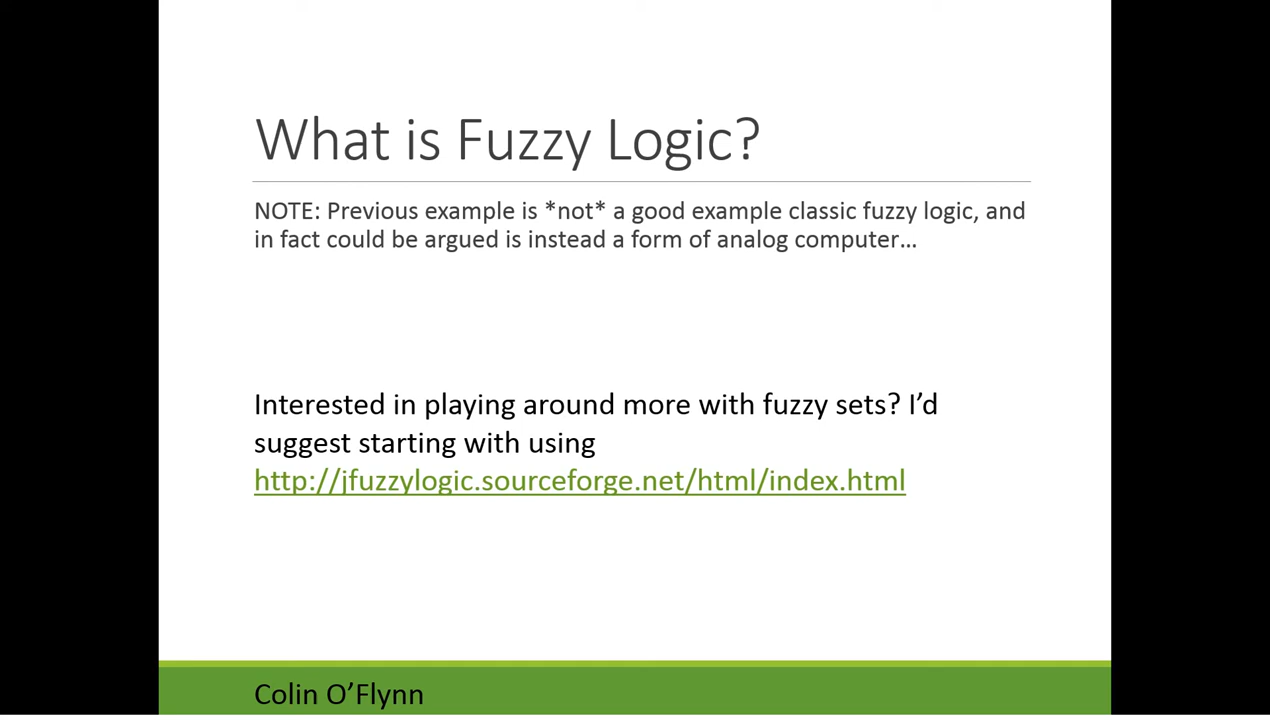 What is Fuzzy Logic?
NOTE: Previous example is *not* a good example classic fuzzy logic, and
in fact could be argued is instead a form of analog computer…
Interested in playing around more with fuzzy sets? I’d
suggest starting with using
http://jfuzzylogic.sourceforge.net/html/index.html
Colin O’Flynn